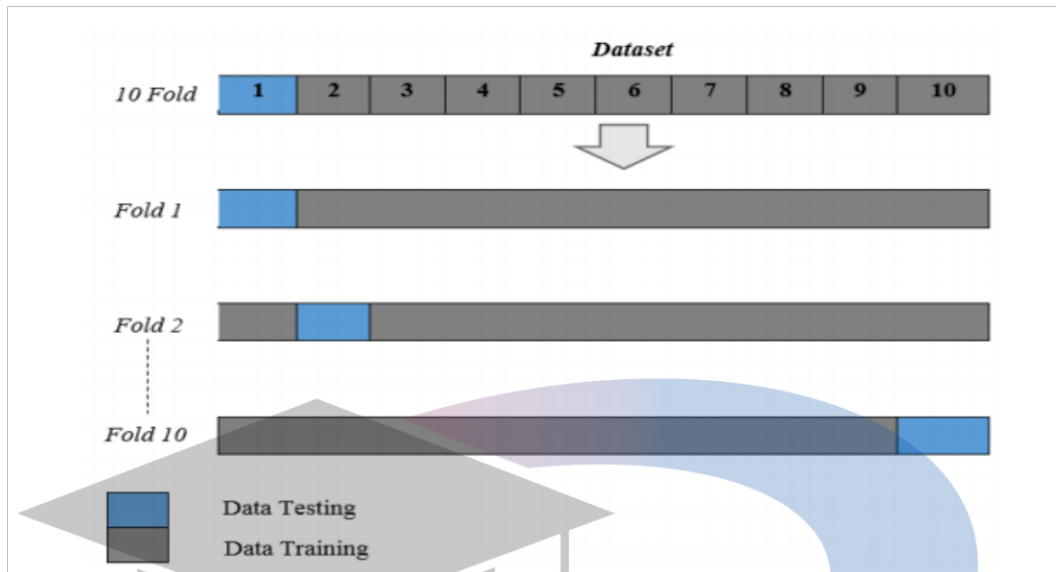 Dataset
10 Fold 1 2 3 4 5 6 7 8 9 10
Fold 1
Fold 2
Fold 10
Data Testing
Data Training